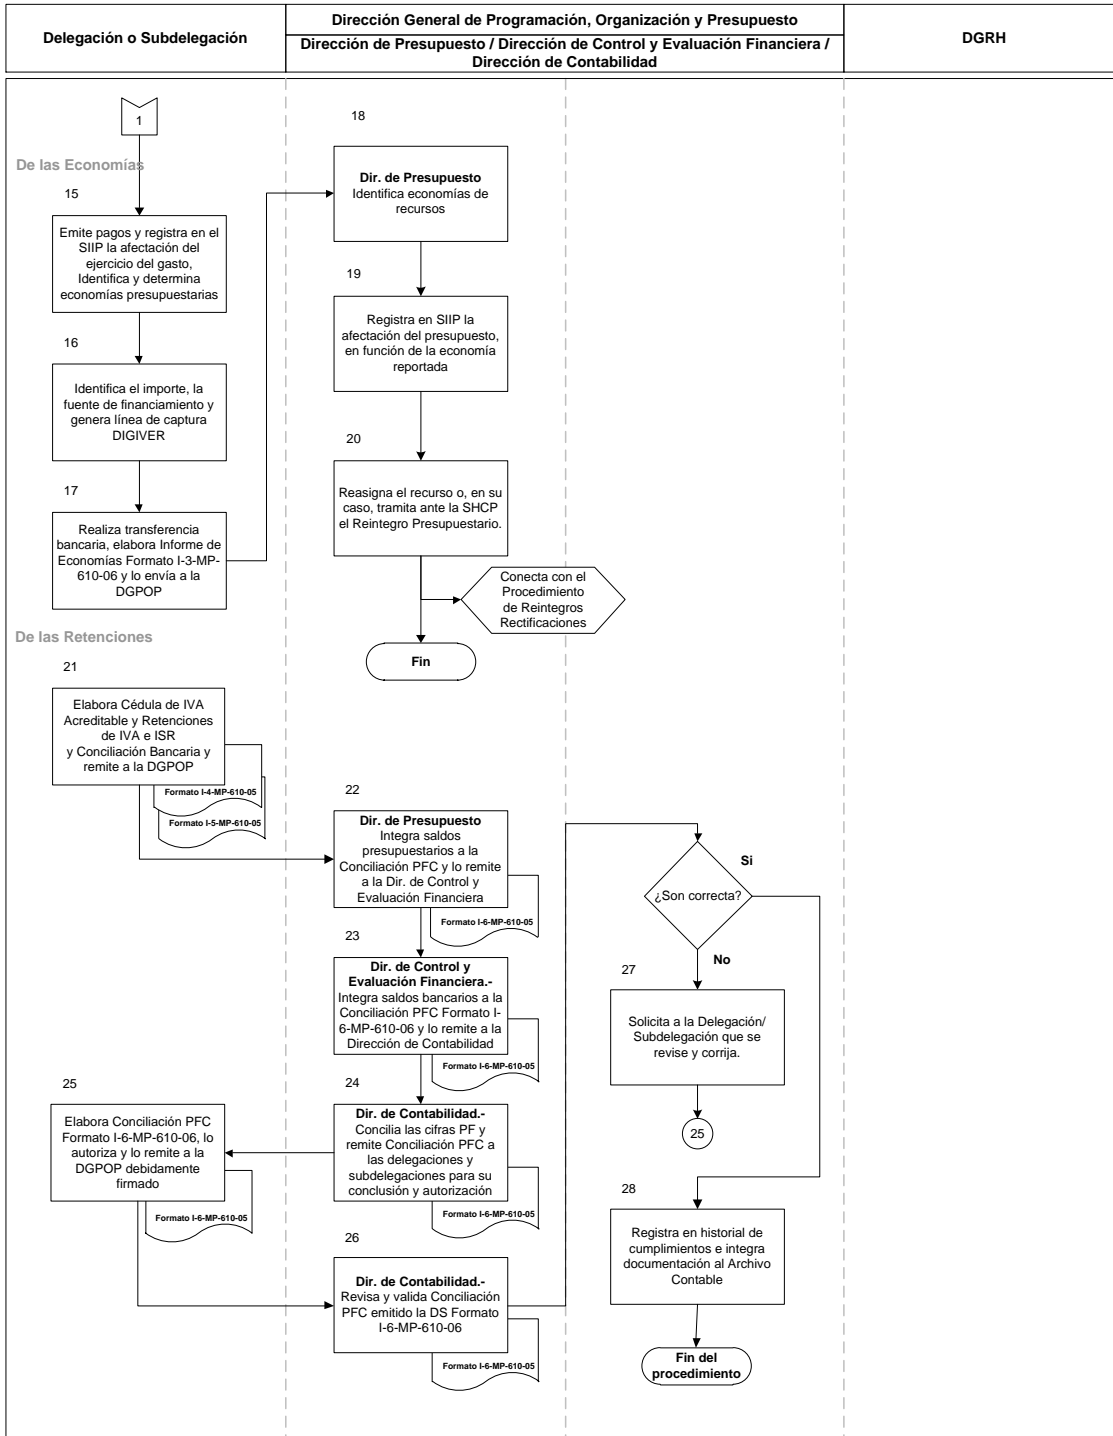 Delegación o Subdelegación
Dirección General de Programación, Organización y Presupuesto
Dirección de Presupuesto / Dirección de Control y Evaluación Financiera /
Dirección de Contabilidad
DGRH
1
De las Economías
15
Emite pagos y registra en el
SIIP la afectación del
ejercicio del gasto,
Identifica y determina
economías presupuestarias
16
Identifica el importe, la
fuente de financiamiento y
genera línea de captura
DIGIVER
17
Realiza transferencia
bancaria, elabora Informe de
Economías Formato I-3-MP-
610-06 y lo envía a la
DGPOP
18
Dir. de Presupuesto
Identifica economías de
recursos
19
Registra en SIIP la
afectación del presupuesto,
en función de la economía
reportada
20
Reasigna el recurso o, en su
caso, tramita ante la SHCP
el Reintegro Presupuestario.
Conecta con el
Procedimiento
de Reintegros
Rectificaciones
Fin
De las Retenciones
21
Elabora Cédula de IVA
Acreditable y Retenciones
de IVA e ISR
y Conciliación Bancaria y
remite a la DGPOP
Formato I-4-MP-610-05
Formato I-5-MP-610-05
22
Dir. de Presupuesto
Integra saldos
presupuestarios a la
Conciliación PFC y lo remite
a la Dir. de Control y
Evaluación Financiera
Formato I-6-MP-610-05
23
Dir. de Control y
Evaluación Financiera.-
Integra saldos bancarios a la
Conciliación PFC Formato I-
6-MP-610-06 y lo remite a la
Dirección de Contabilidad
Formato I-6-MP-610-05
24
Dir. de Contabilidad.-
Concilia las cifras PF y
remite Conciliación PFC a
las delegaciones y
subdelegaciones para su
conclusión y autorización
Formato I-6-MP-610-05
25
Elabora Conciliación PFC
Formato I-6-MP-610-06, lo
autoriza y lo remite a la
DGPOP debidamente
firmado
Formato I-6-MP-610-05
26
Dir. de Contabilidad.-
Revisa y valida Conciliación
PFC emitido la DS Formato
I-6-MP-610-06
Formato I-6-MP-610-05
¿Son correcta?
Si
No
27
Solicita a la Delegación/
Subdelegación que se
revise y corrija.
25
28
Registra en historial de
cumplimientos e integra
documentación al Archivo
Contable
Fin del
procedimiento